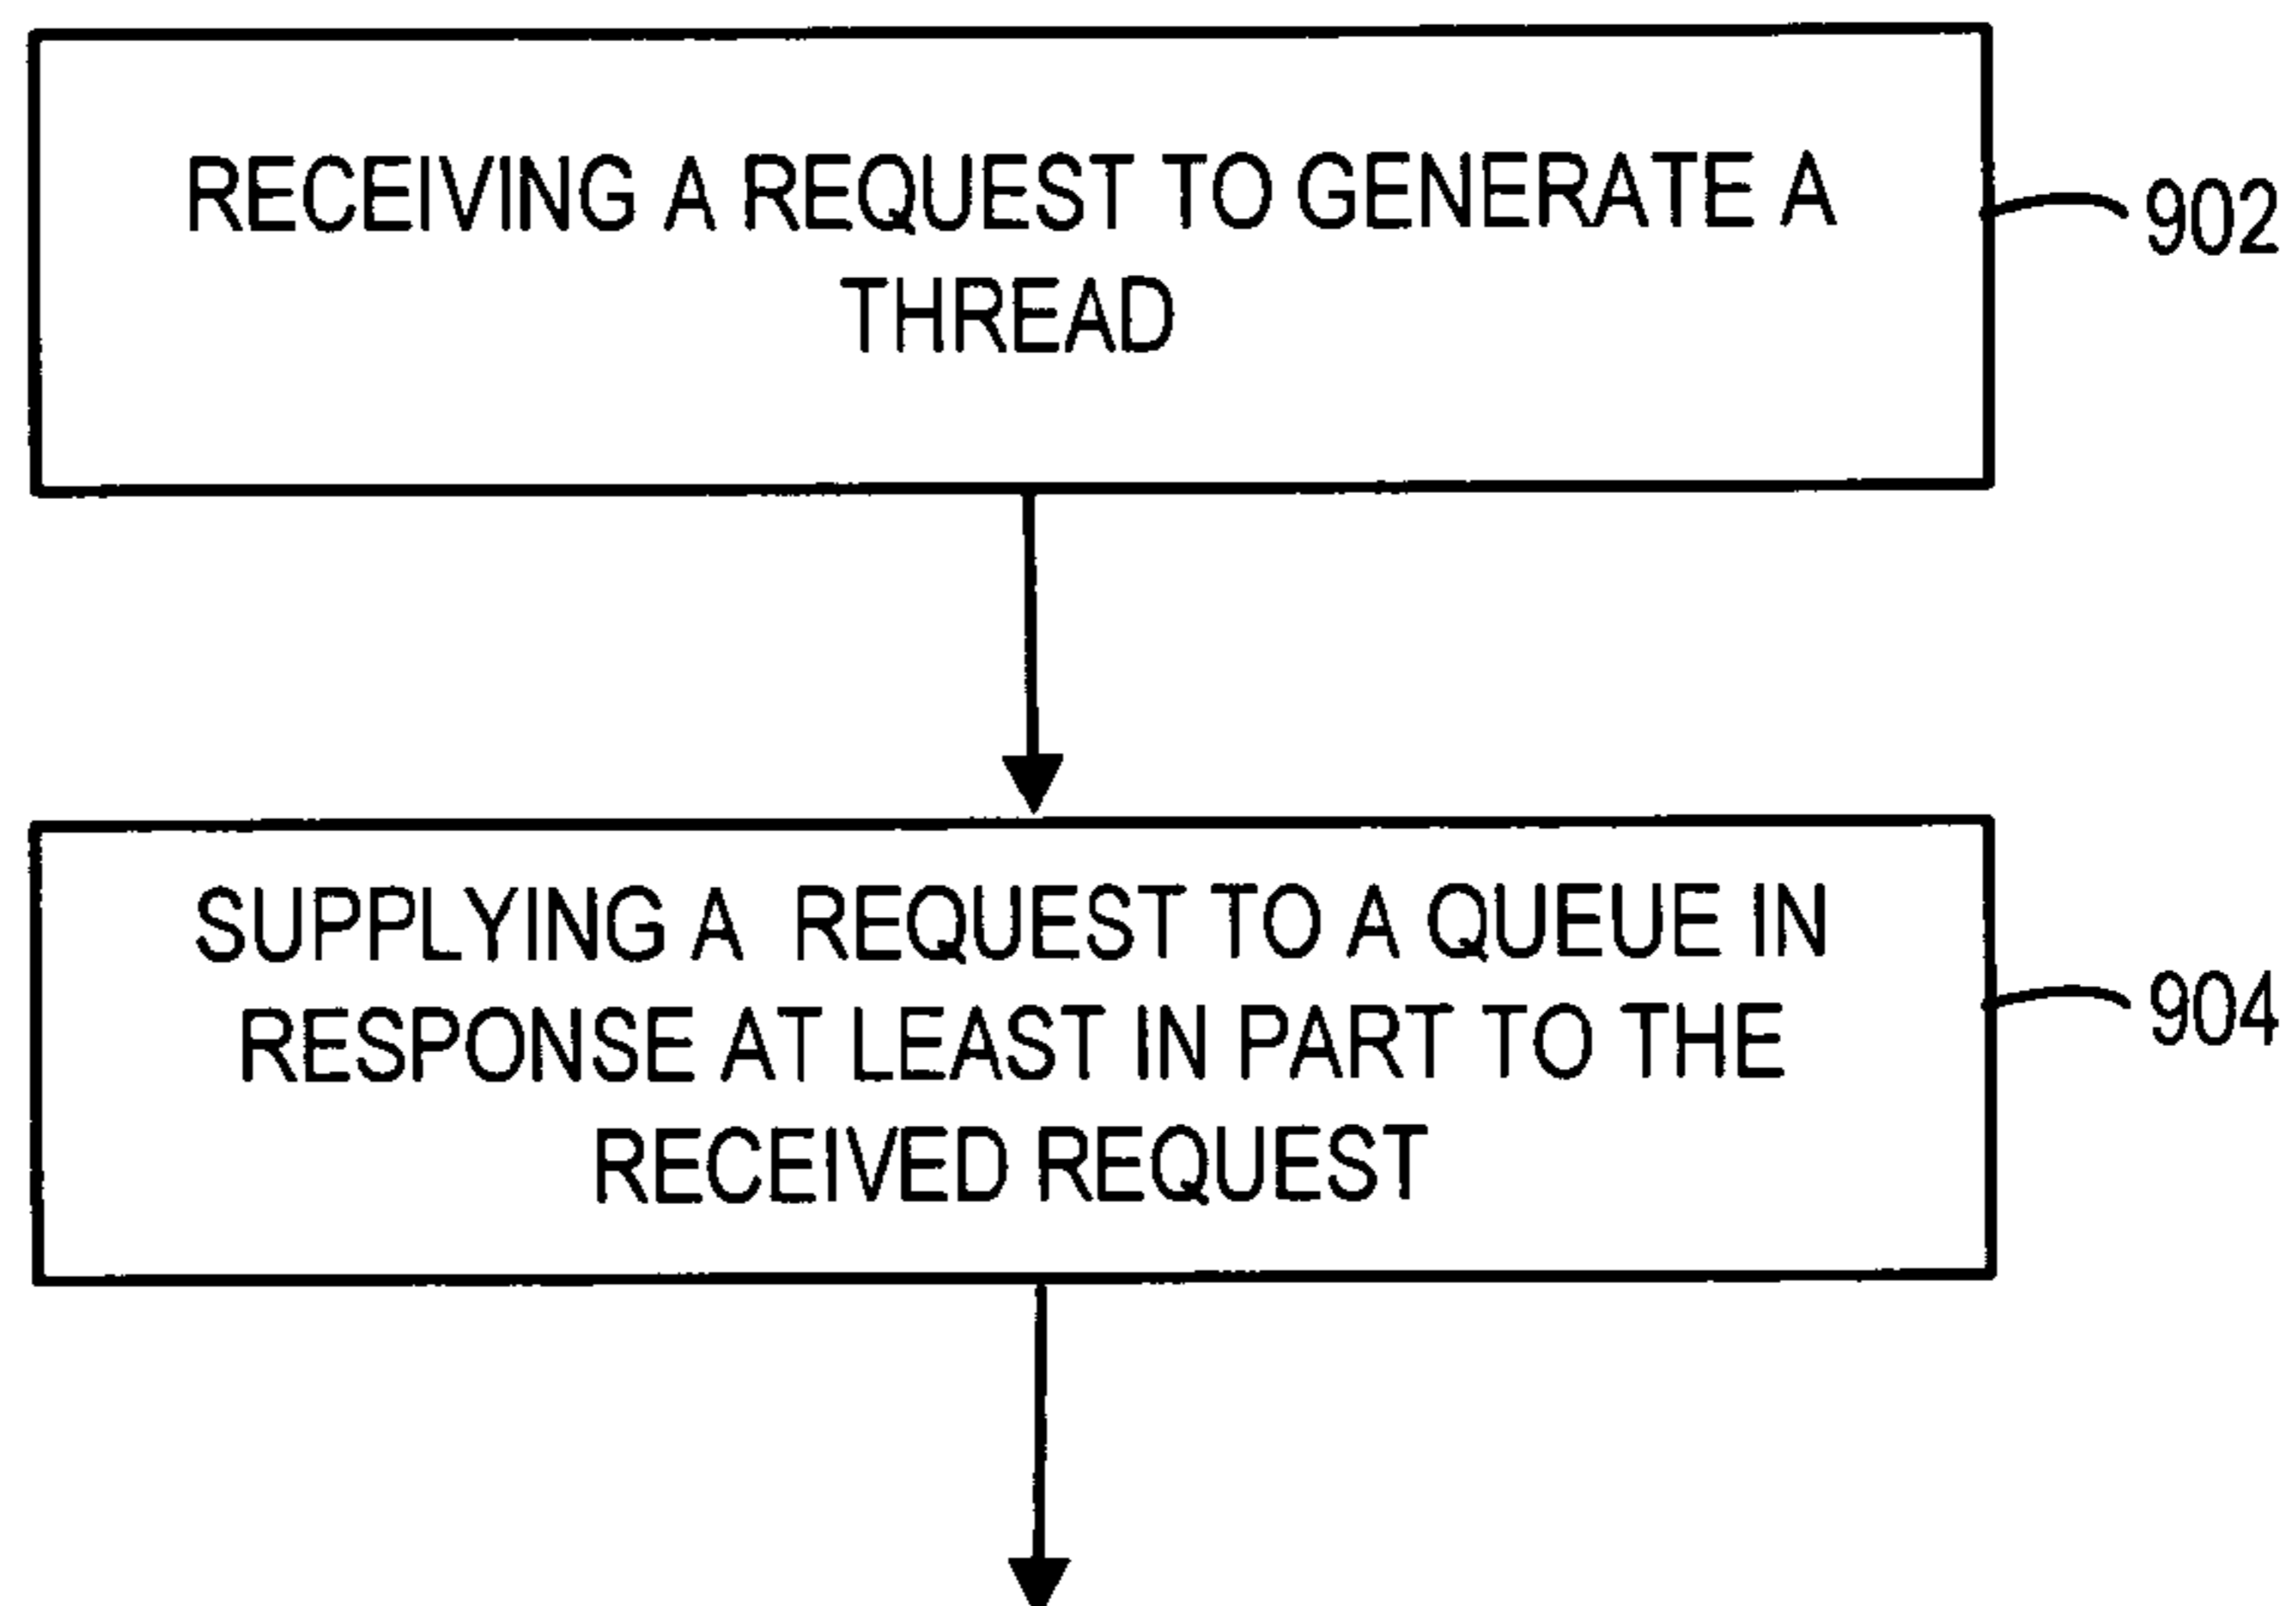 RECEIVING A REQUEST TO GENERATE A
THREAD
902
SUPPLYING A REQUEST TO A QUEUE IN
RESPONSE AT LEAST IN PART TO THE
RECEIVED REQUEST
904